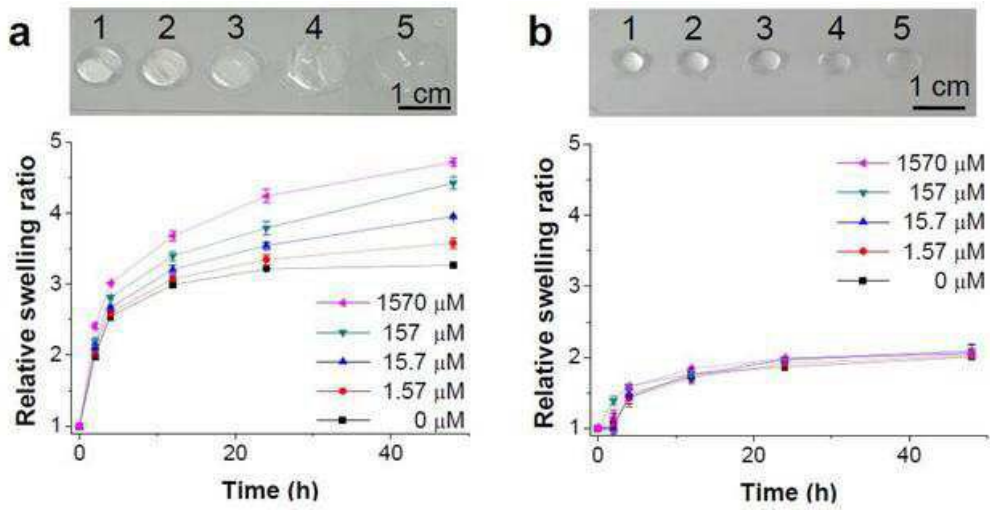 a
1 2 3 4 5
1 cm
Relative swelling ratio
5
4
3
2
1
1570 μM
157 μM
15.7 μM
1.57 μM
0 μM
0 20 40
Time (h)
b
1 2 3 4 5
1 cm
Relative swelling ratio
5
4
3
2
1
1570 μM
157 μM
15.7 μM
1.57 μM
0 μM
0 20 40
Time (h)